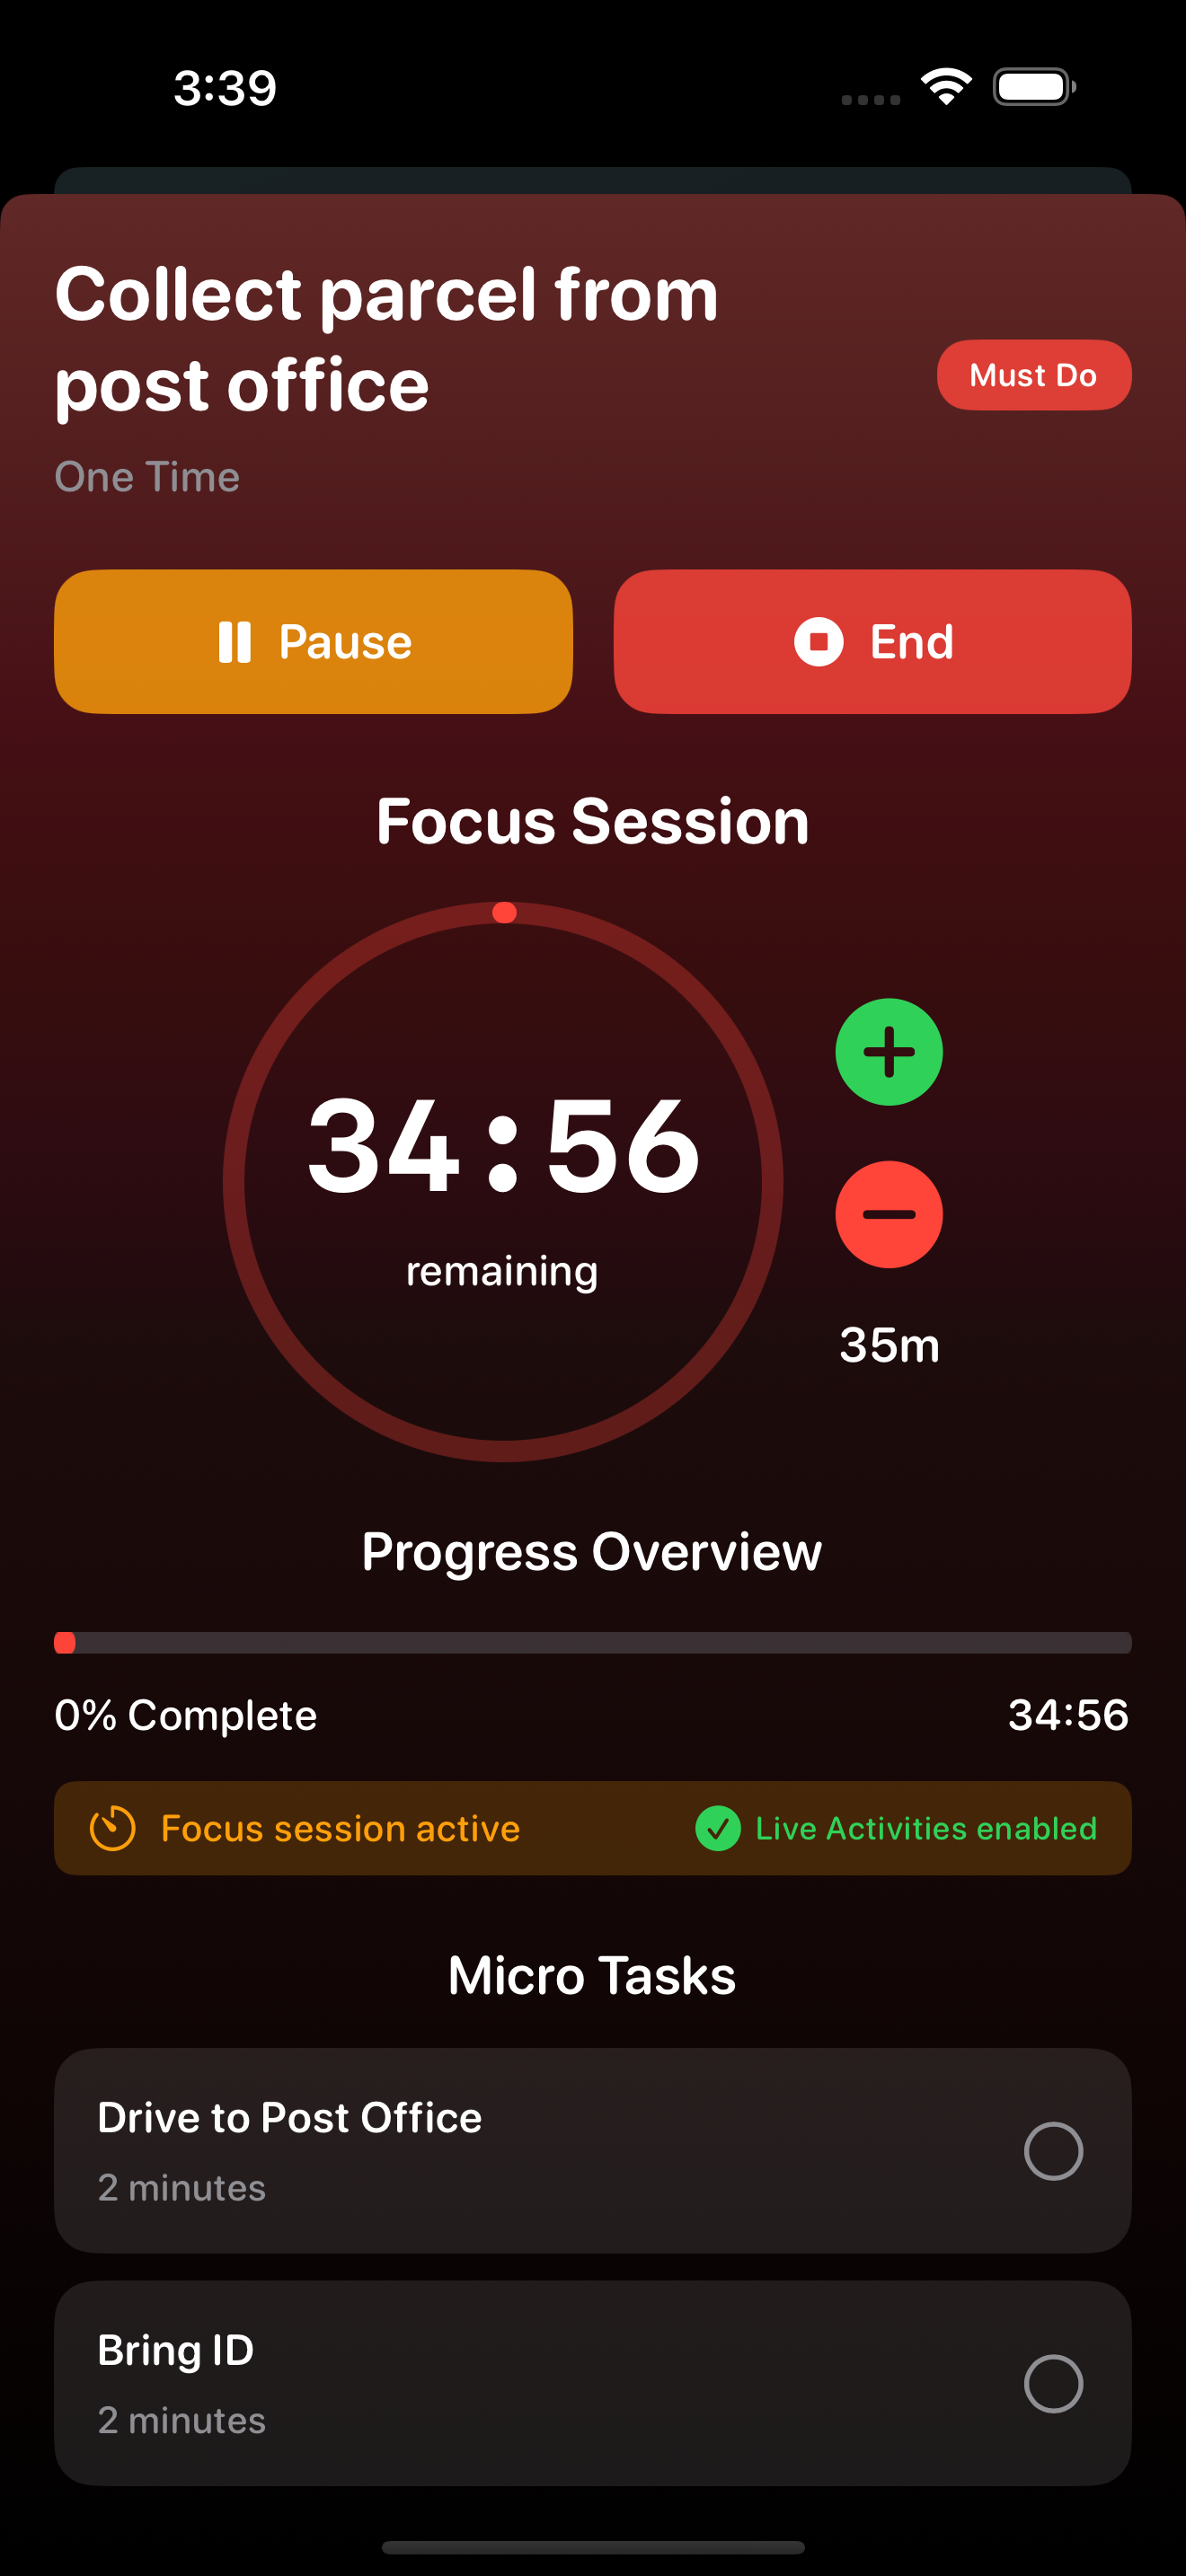 3:39
Collect parcel from
post office
Must Do
One Time
Pause
End
Focus Session
34:56
remaining
35m
Progress Overview
0% Complete
34:56
Focus session active
Live Activities enabled
Micro Tasks
Drive to Post Office
2 minutes
Bring ID
2 minutes